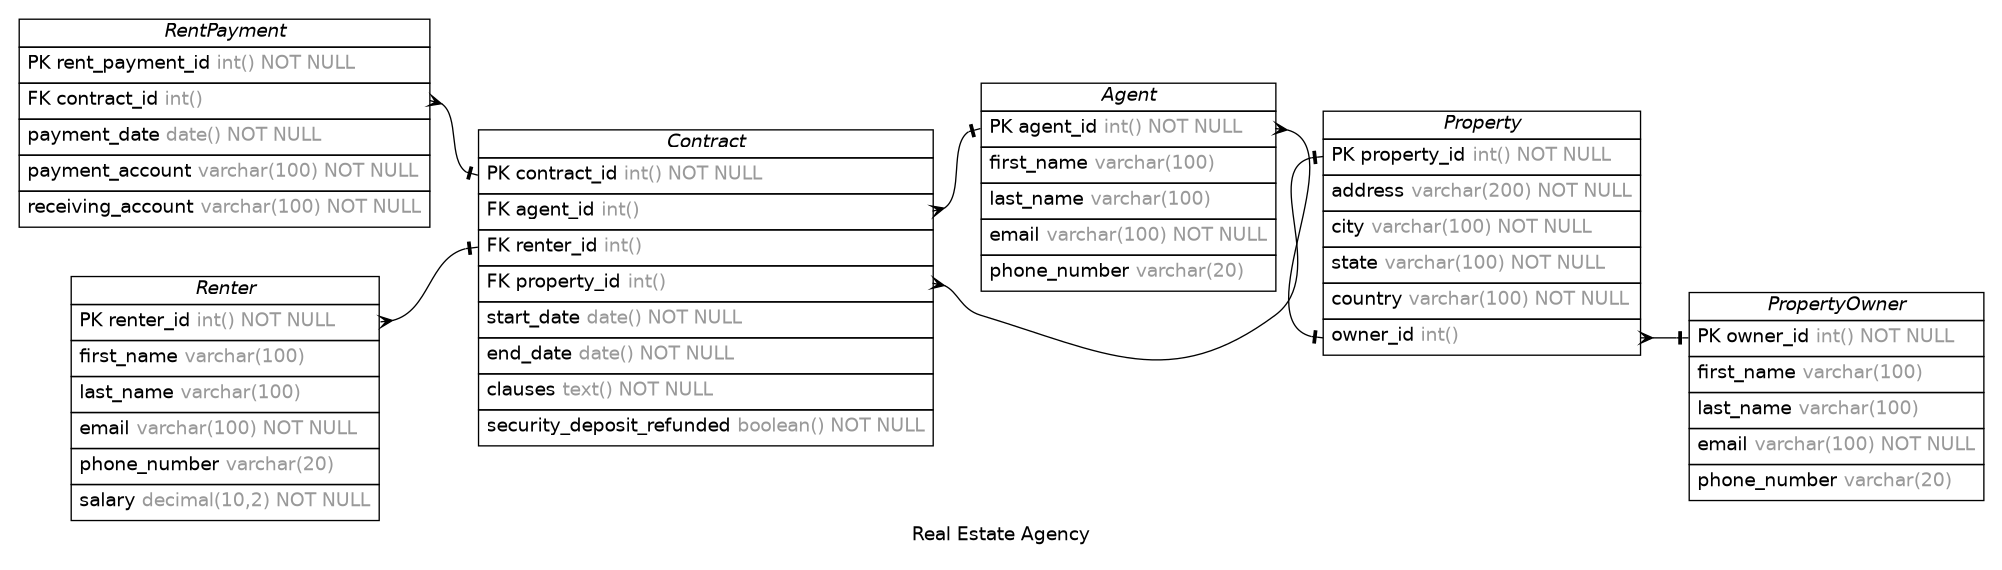 RentPayment
PK rent_payment_id int() NOT NULL
FK contract_id int()
payment_date date() NOT NULL
payment_account varchar(100) NOT NULL
receiving_account varchar(100) NOT NULL
Renter
PK renter_id int() NOT NULL
first_name varchar(100)
last_name varchar(100)
email varchar(100) NOT NULL
phone_number varchar(20)
salary decimal(10,2) NOT NULL
Contract
PK contract_id int() NOT NULL
FK agent_id int()
FK renter_id int()
FK property_id int()
start_date date() NOT NULL
end_date date() NOT NULL
clauses text() NOT NULL
security_deposit_refunded boolean() NOT NULL
Agent
PK agent_id int() NOT NULL
first_name varchar(100)
last_name varchar(100)
email varchar(100) NOT NULL
phone_number varchar(20)
Property
PK property_id int() NOT NULL
address varchar(200) NOT NULL
city varchar(100) NOT NULL
state varchar(100) NOT NULL
country varchar(100) NOT NULL
owner_id int()
PropertyOwner
PK owner_id int() NOT NULL
first_name varchar(100)
last_name varchar(100)
email varchar(100) NOT NULL
phone_number varchar(20)
Real Estate Agency